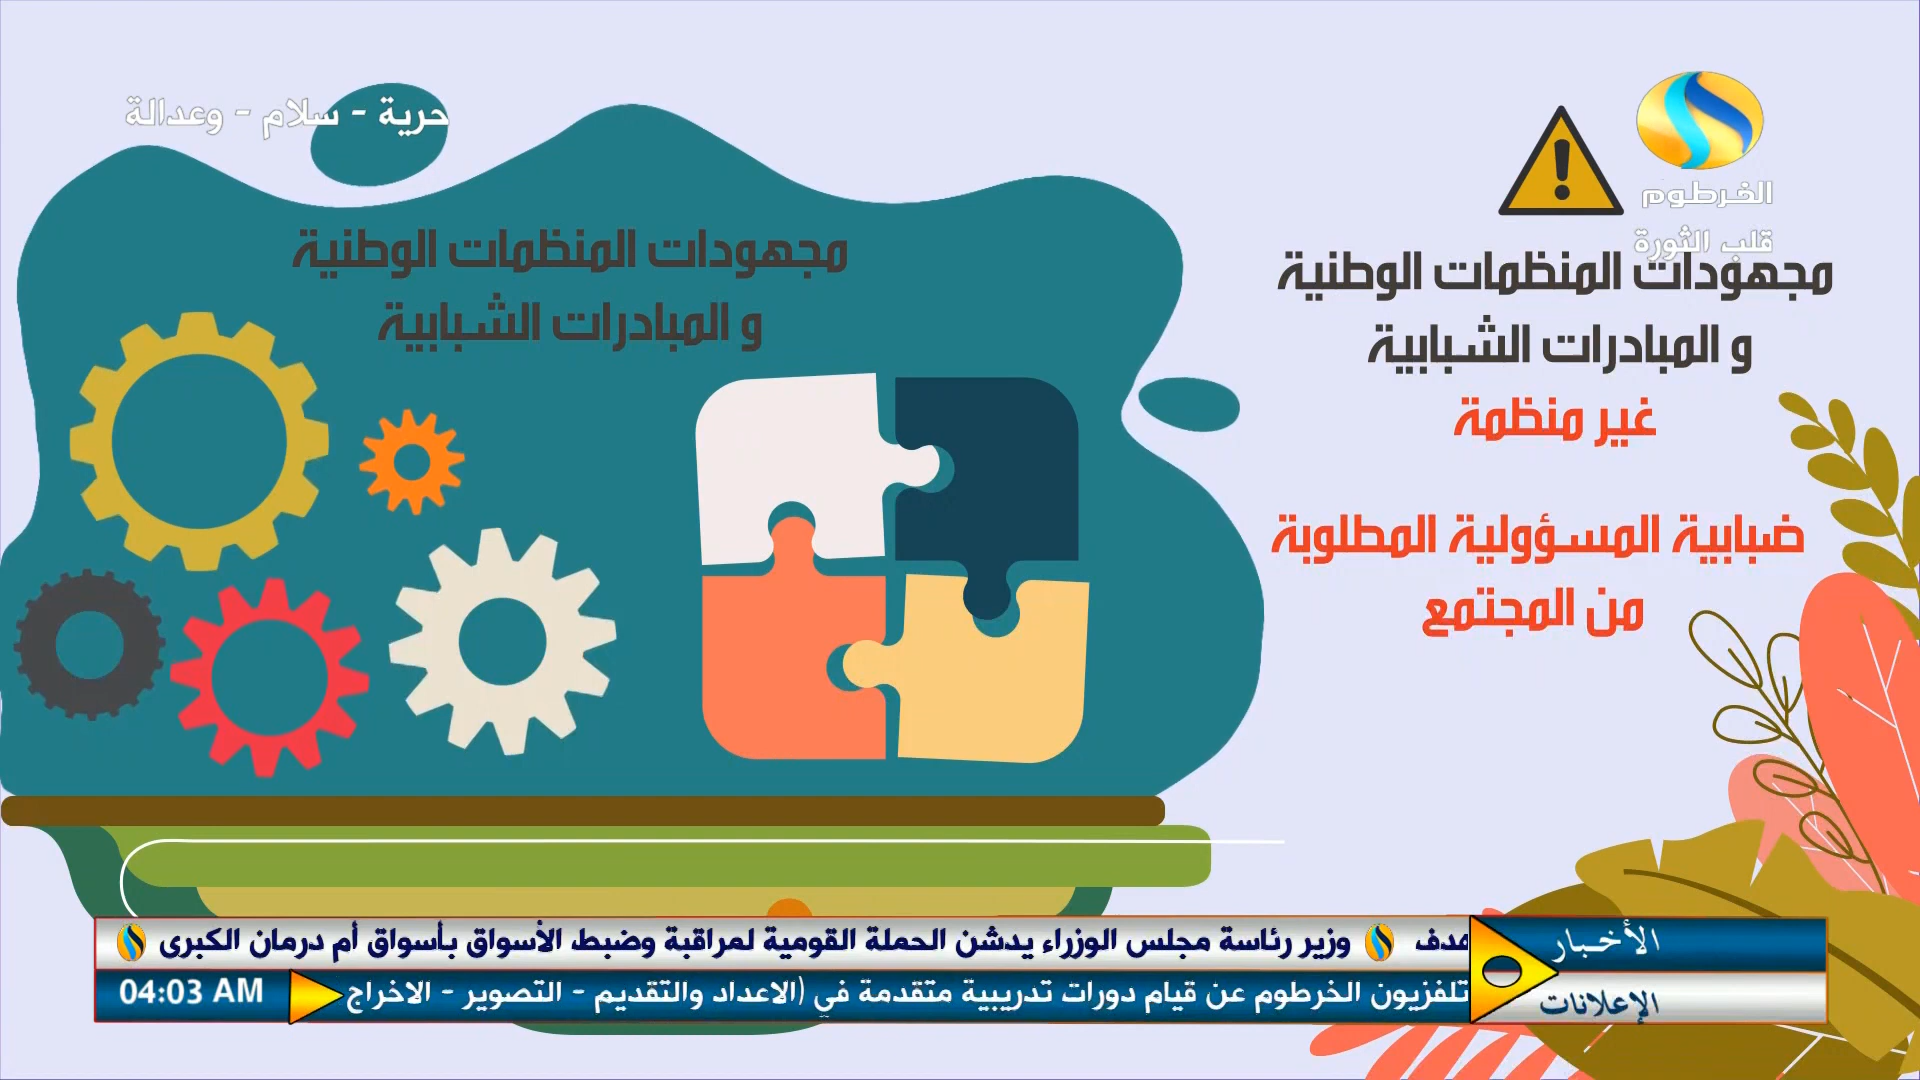 حرية - سلام - وعدالة
الخرطوم
قلب الثورة
مجهودات المنظمات الوطنية
و المبادرات الشبابية
مجهودات المنظمات الوطنية
و المبادرات الشبابية
غير منظمة
ضبابية المسؤولية المطلوبة
من المجتمع
الأخبار
هدف وزير رئاسة مجلس الوزراء يدشن الحملة القومية لمراقبة وضبط الأسواق بأسواق أم درمان الكبرى
الإعلانات
تلفزيون الخرطوم عن قيام دورات تدريبية متقدمة في (الاعداد والتقديم - التصوير - الاخراج
04:03 AM